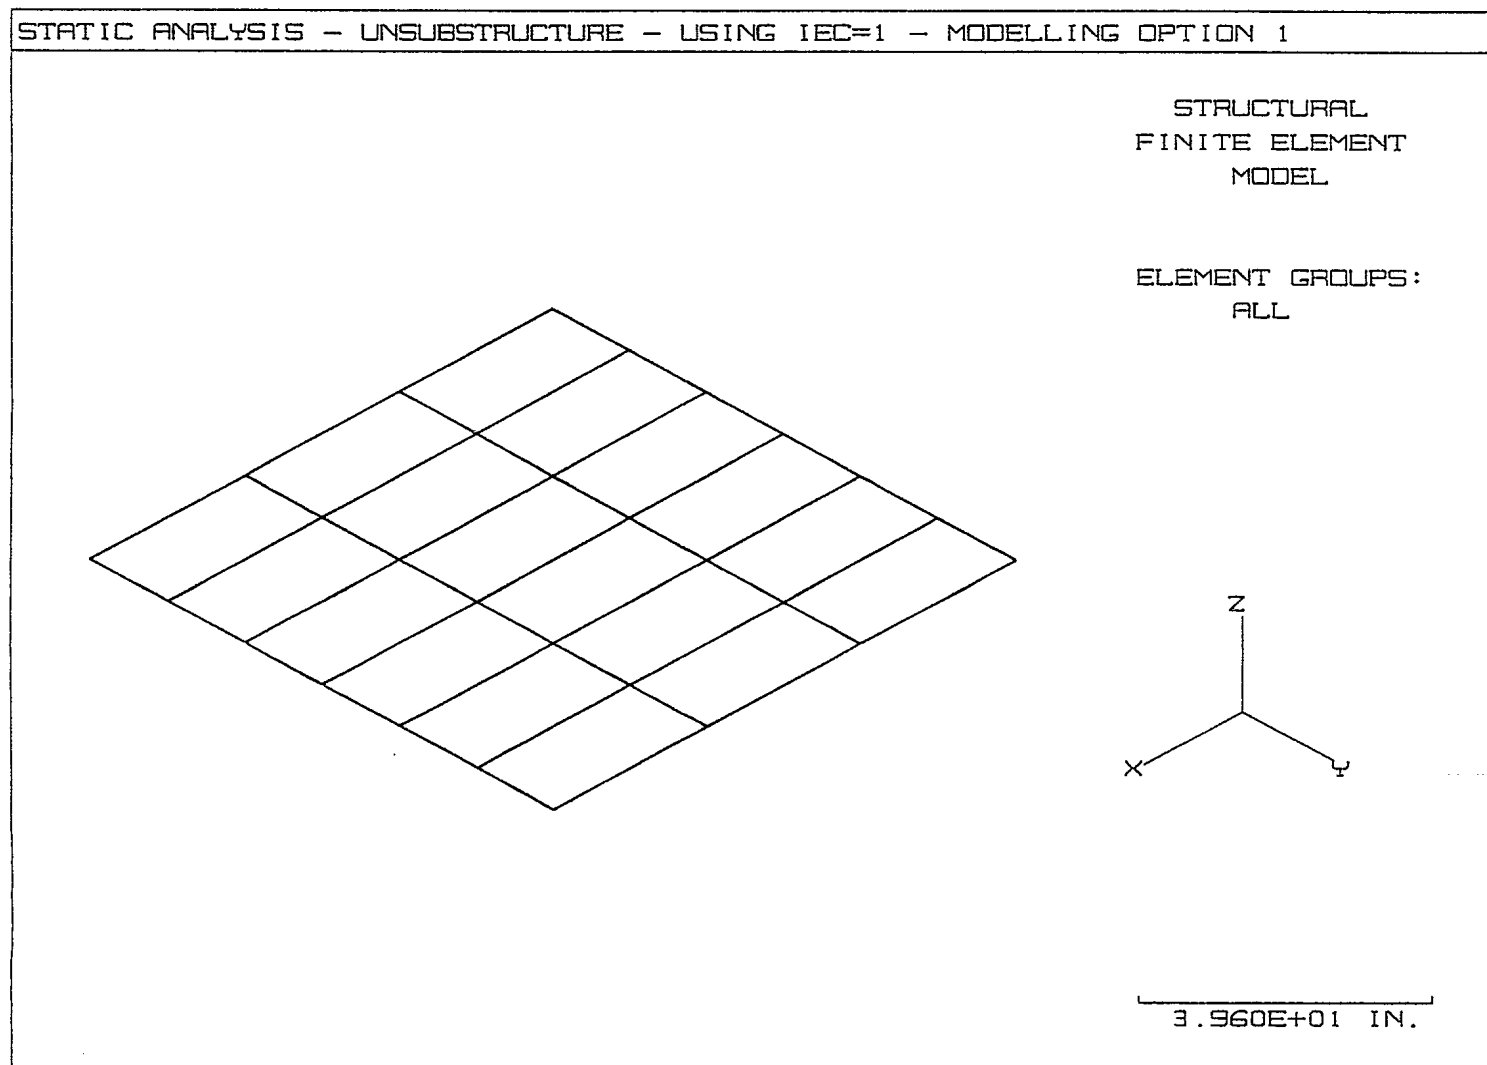 STATIC ANALYSIS - UNSUBSTRUCTURE - USING IEC=1 - MODELLING OPTION 1
STRUCTURAL
FINITE ELEMENT
MODEL
ELEMENT GROUPS:
ALL
Z
X
Y
3.960E+01 IN.